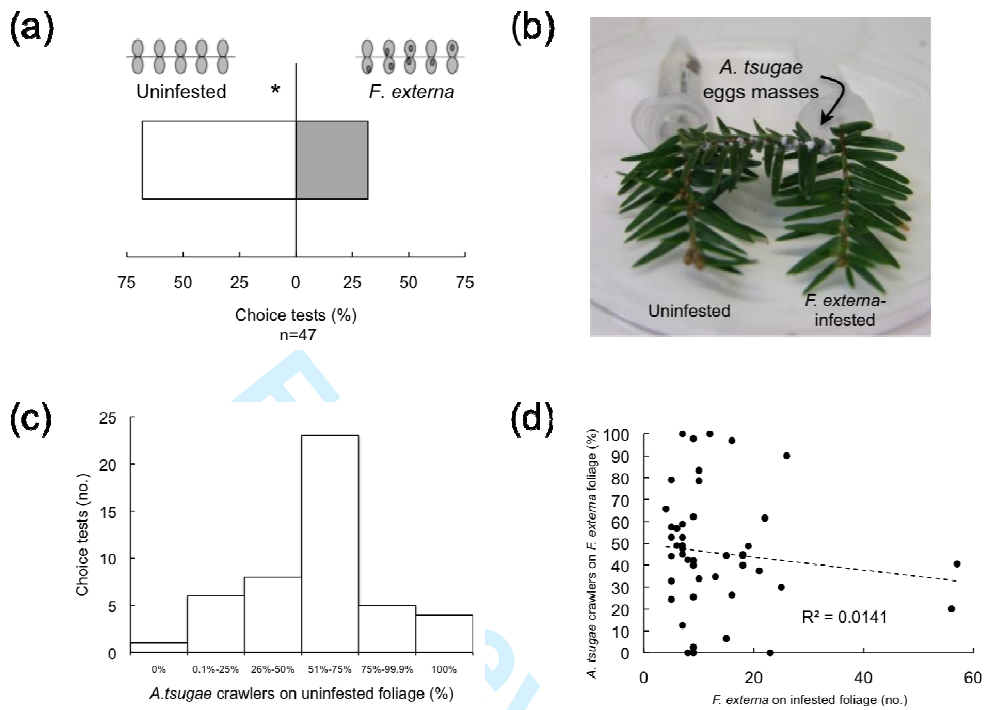 (a)
Uninfested
*
F. externa
75 50 25 0 25 50 75
Choice tests (%)
n=47
(b)
A. tsugae
eggs masses
Uninfested
F. externa-
infested
(c)
25
20
15
10
5
0
Choice tests (no.)
0% 0.1%-25% 26%-50% 51%-75% 75%-99.9% 100%
A.tsugae crawlers on uninfested foliage (%)
(d)
100
90
80
70
60
50
40
30
20
10
0
A. tsugae crawlers on F. externa foliage (%)
R² = 0.0141
0 20 40 60
F. externa on infested foliage (no.)